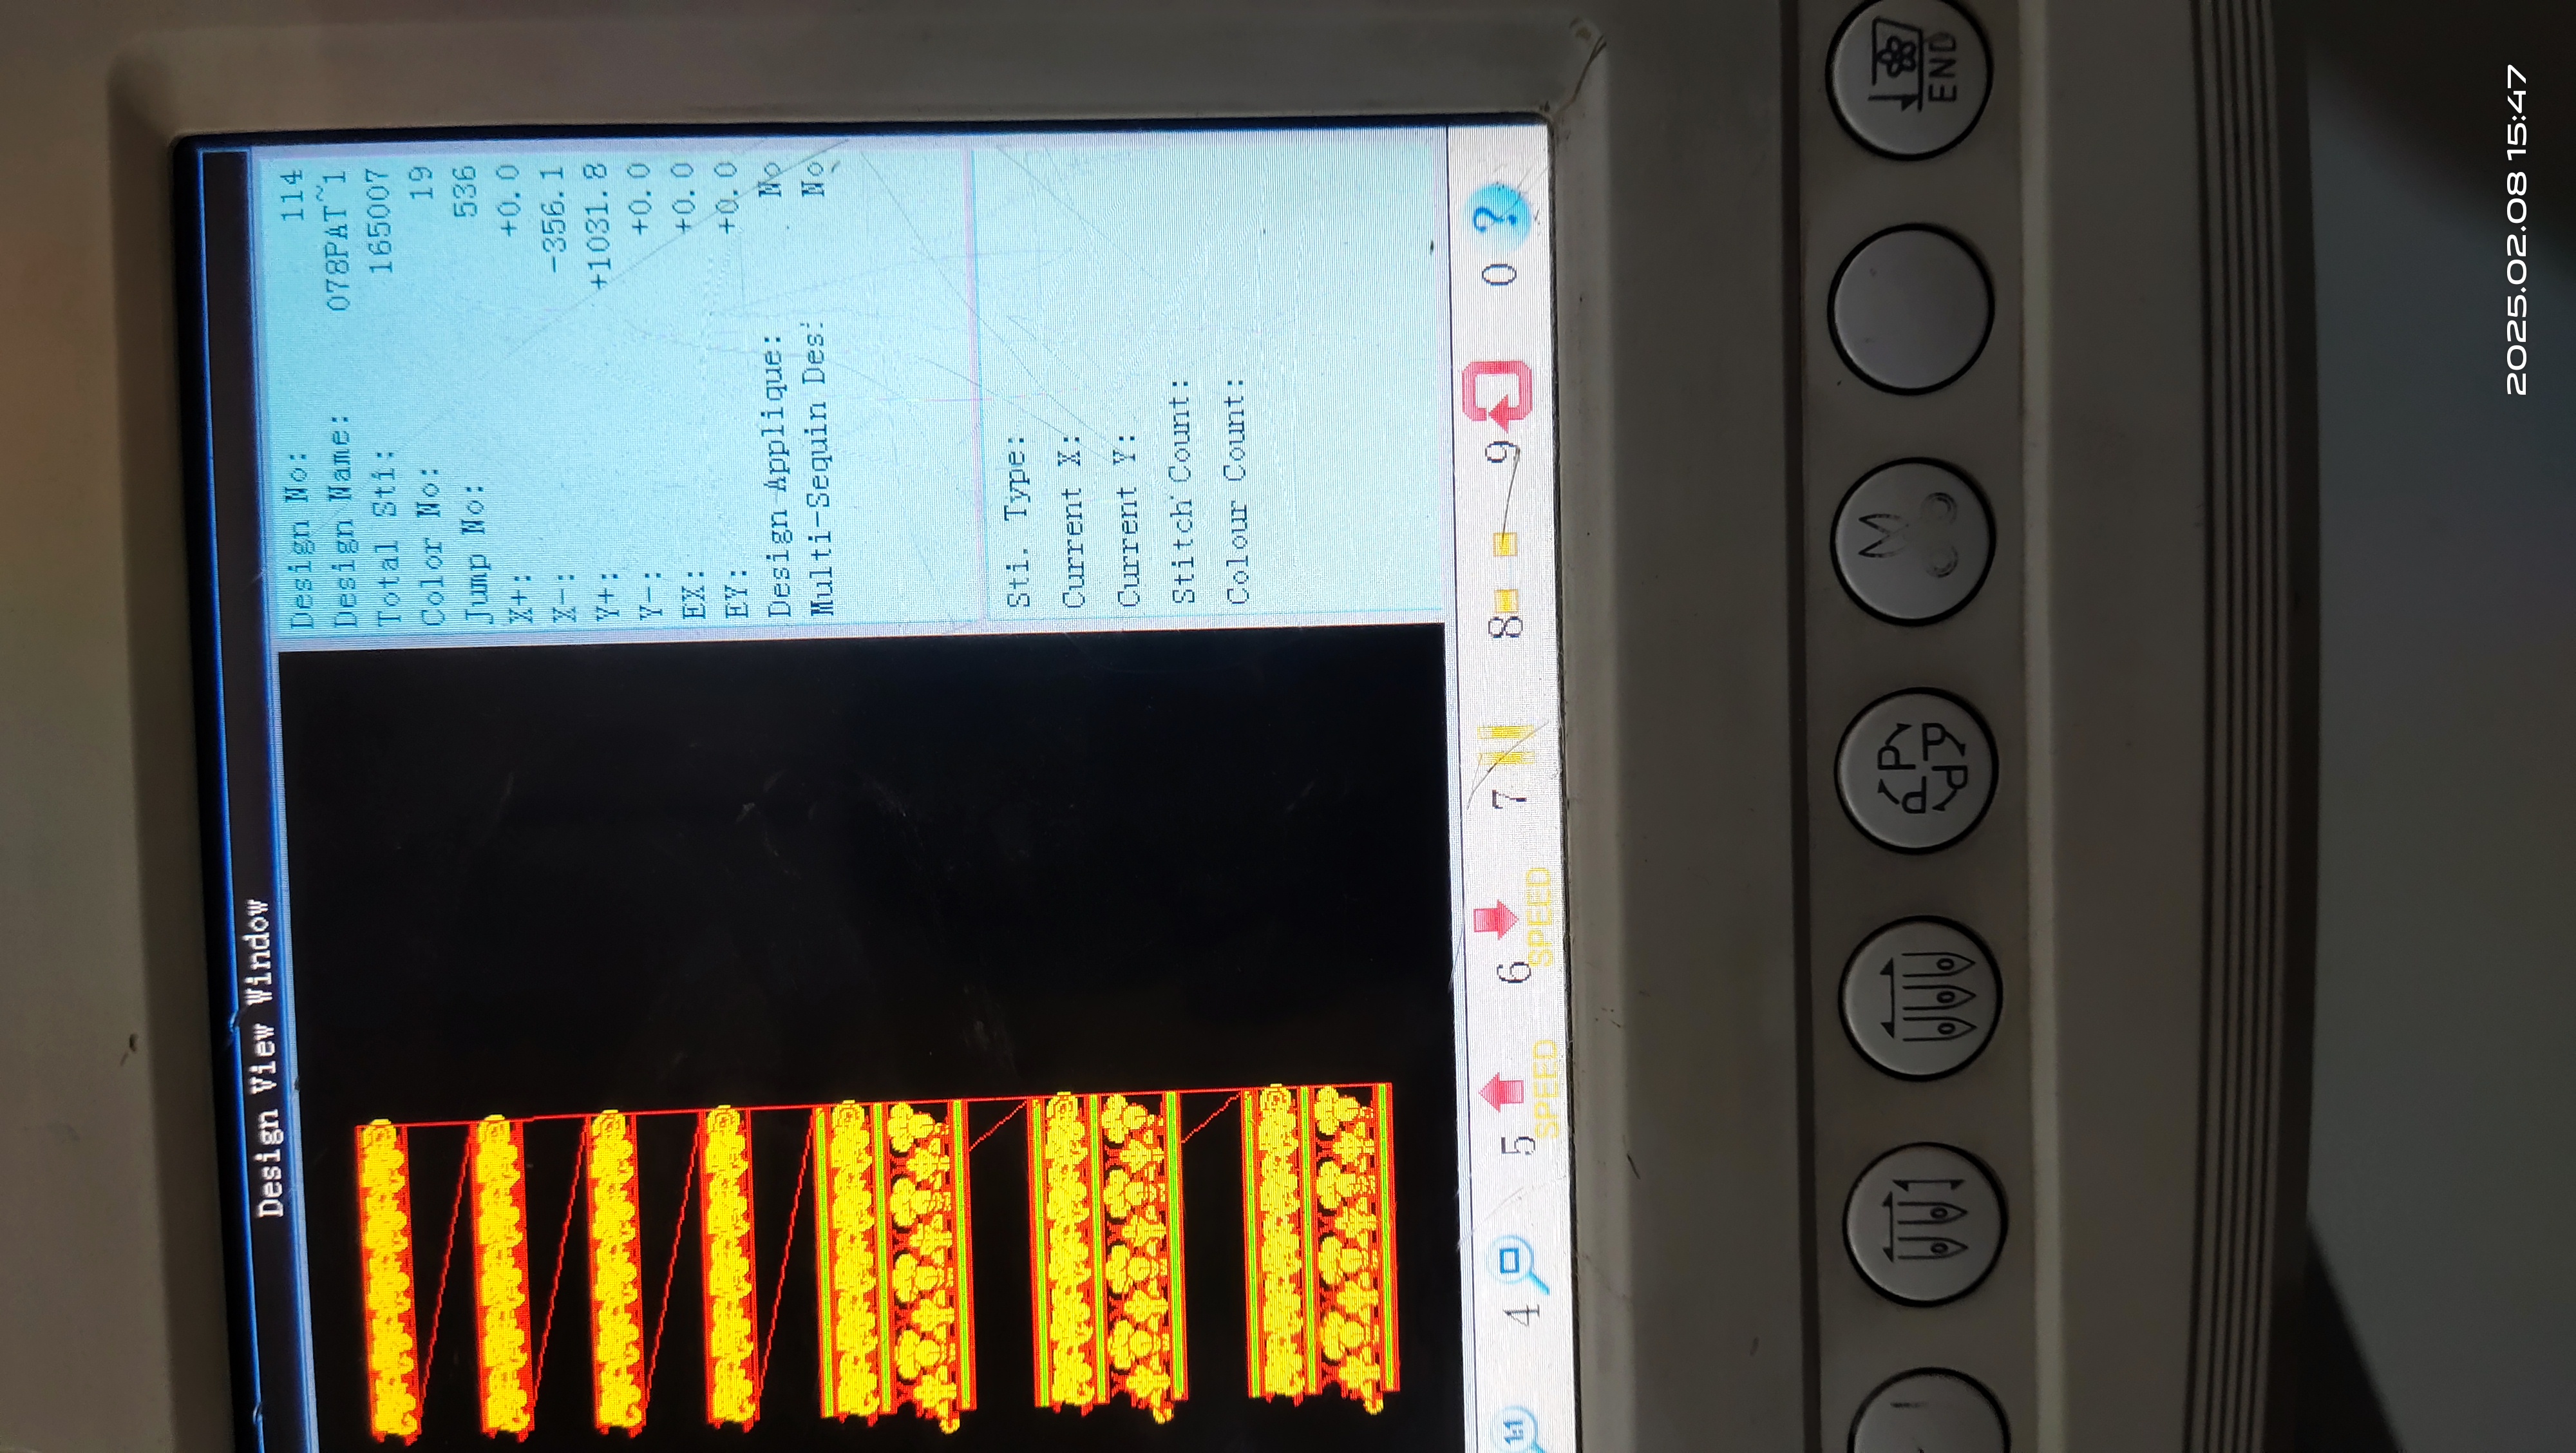 Design View Window
Design No: 114
Design Name: 078PAT~1
Total Sti: 165007
Color No: 19
Jump No: 536
X+: +0.0
X-: -356.1
Y+: +1031.8
Y-: +0.0
EX: +0.0
EY: +0.0
Design Applique: No
Multi-Sequin Des: No
Sti. Type:
Current X:
Current Y:
Stitch Count:
Colour Count:
1:1 4 5 SPEED 6 SPEED 7 8 9 0 ?
P P P P
END
2025.02.08 15:47